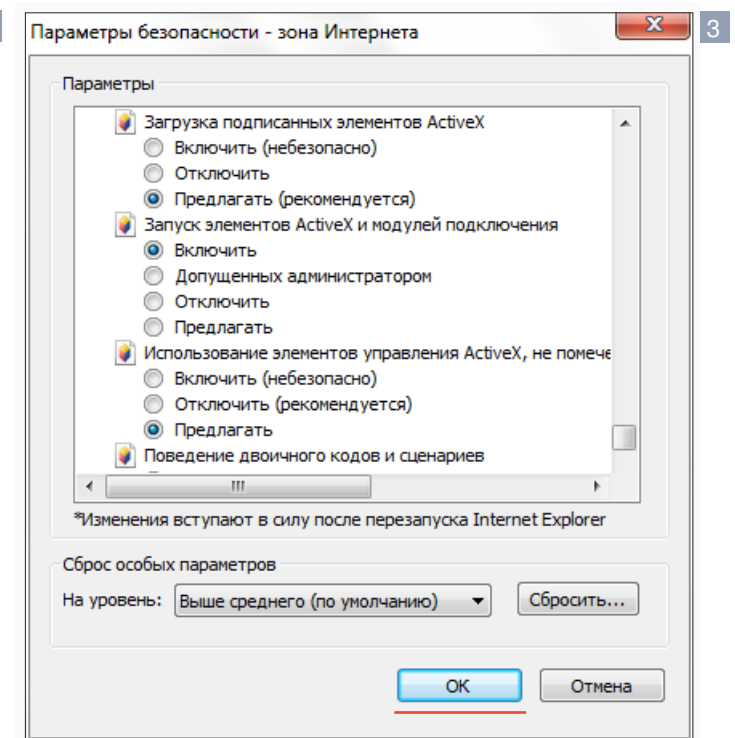 Параметры безопасности - зона Интернета
3
Параметры
Загрузка подписанных элементов ActiveX
Включить (небезопасно)
Отключить
Предлагать (рекомендуется)
Запуск элементов ActiveX и модулей подключения
Включить
Допущенных администратором
Отключить
Предлагать
Использование элементов управления ActiveX, не помече
Включить (небезопасно)
Отключить (рекомендуется)
Предлагать
Поведение двоичного кодов и сценариев
*Изменения вступают в силу после перезапуска Internet Explorer
Сброс особых параметров
На уровень: Выше среднего (по умолчанию) Сбросить...
ОК Отмена